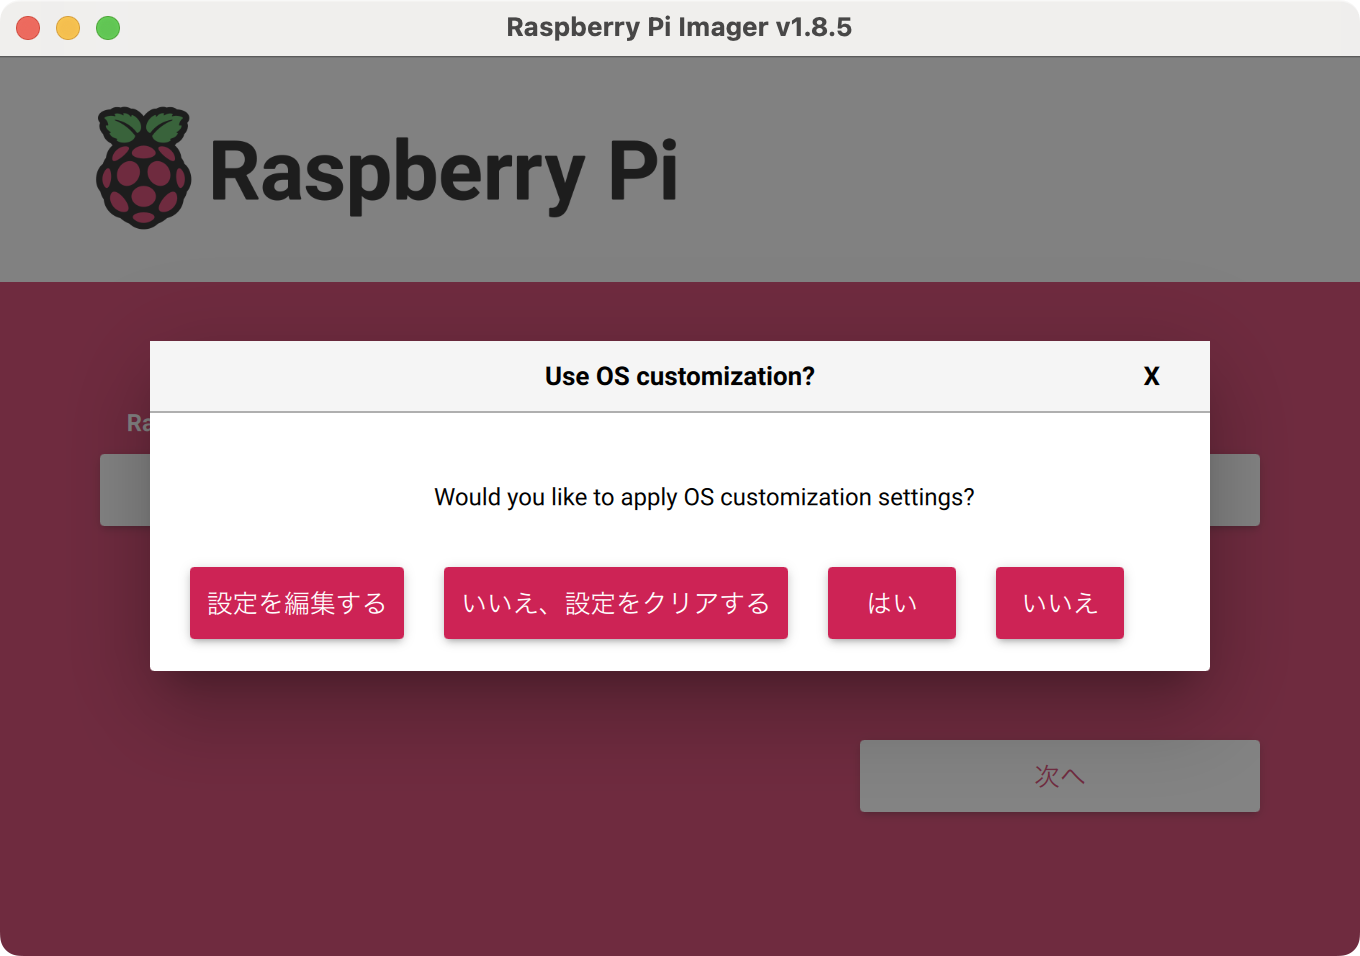 Raspberry Pi Imager v1.8.5
Raspberry Pi
Use OS customization?
X
Would you like to apply OS customization settings?
設定を編集する
いいえ、設定をクリアする
はい
いいえ
次へ